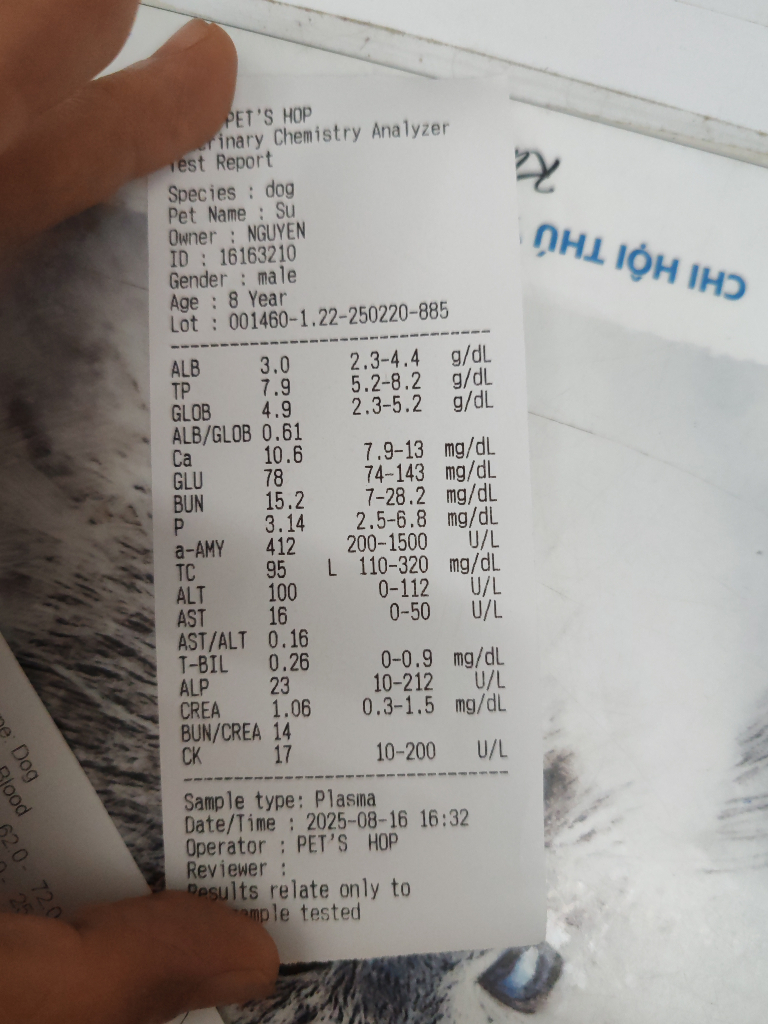 PET'S HOP
Chemistry Analyzer
Test Report
Species : dog
Pet Name : Su
Owner : NGUYEN
ID : 16163210
Gender : male
Age : 8 Year
Lot : 001460-1.22-250220-885
ALB 3.0 2.3-4.4 g/dL
TP 7.9 5.2-8.2 g/dL
GLOB 4.9 2.3-5.2 g/dL
ALB/GLOB 0.61
Ca 10.6 7.9-13 mg/dL
GLU 78 74-143 mg/dL
BUN 15.2 7-28.2 mg/dL
P 3.14 2.5-6.8 mg/dL
a-AMY 412 200-1500 U/L
TC 95 L 110-320 mg/dL
ALT 100 0-112 U/L
AST 16 0-50 U/L
AST/ALT 0.16
T-BIL 0.26 0-0.9 mg/dL
ALP 23 10-212 U/L
CREA 1.06 0.3-1.5 mg/dL
BUN/CREA 14
CK 17 10-200 U/L
Sample type: Plasma
Date/Time : 2025-08-16 16:32
Operator : PET'S HOP
Reviewer :
Results relate only to
tested
CHI HỘI THÚ
Dog
Blood